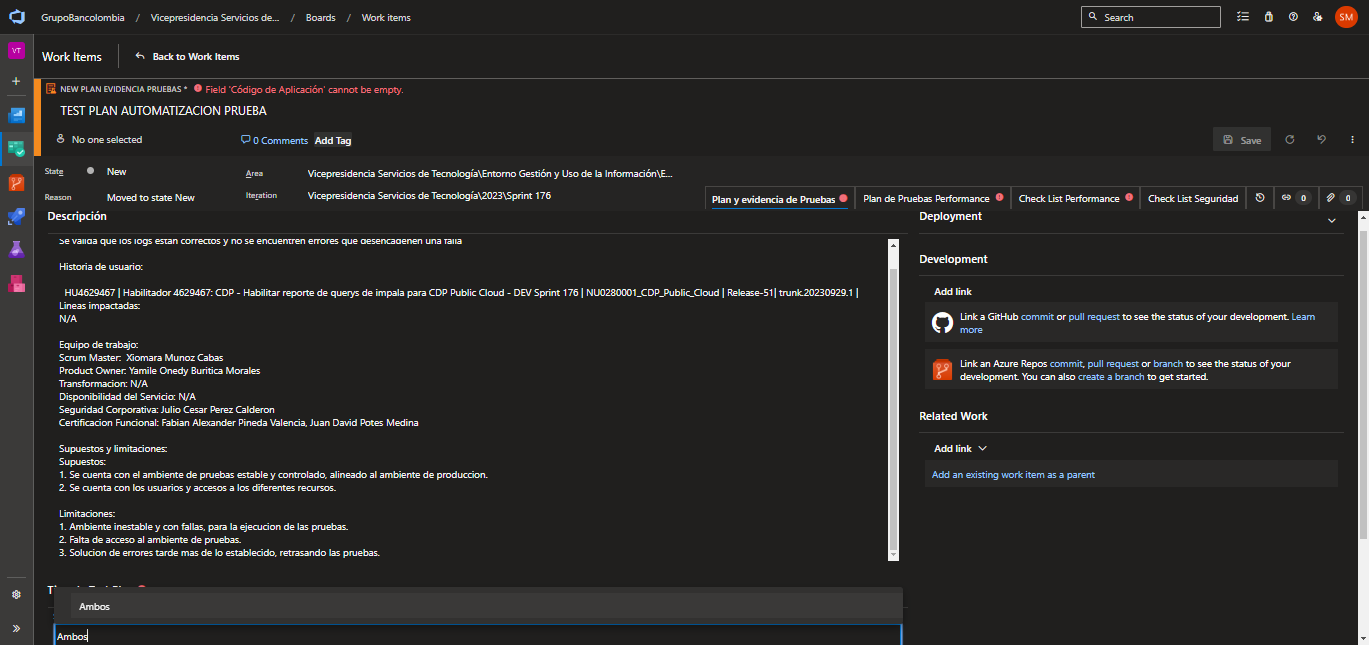 GrupoBancolombia / Vicepresidencia Servicios de... / Boards / Work items
Search
SM
VT
Work Items
Back to Work Items
NEW PLAN EVIDENCIA PRUEBAS * Field 'Código de Aplicación' cannot be empty.
TEST PLAN AUTOMATIZACION PRUEBA
No one selected
0 Comments
Add Tag
Save
State
New
Area
Vicepresidencia Servicios de Tecnología\Entorno Gestión y Uso de la Información\E...
Reason
Moved to state New
Iteration
Vicepresidencia Servicios de Tecnología\2023\Sprint 176
Plan y evidencia de Pruebas
Plan de Pruebas Performance
Check List Performance
Check List Seguridad
0
0
Descripción
Se valida que los logs están correctos y no se encuentren errores que desencadenen una falla
Historia de usuario:
HU4629467 | Habilitador 4629467: CDP - Habilitar reporte de querys de impala para CDP Public Cloud - DEV Sprint 176 | NU0280001_CDP_Public_Cloud | Release-51| trunk.20230929.1 |
Lineas impactadas:
N/A
Equipo de trabajo:
Scrum Master:  Xiomara Munoz Cabas
Product Owner: Yamile Onedy Buritica Morales
Transformacion: N/A
Disponibilidad del Servicio: N/A
Seguridad Corporativa: Julio Cesar Perez Calderon
Certificacion Funcional: Fabian Alexander Pineda Valencia, Juan David Potes Medina
Supuestos y limitaciones:
Supuestos:
1. Se cuenta con el ambiente de pruebas estable y controlado, alineado al ambiente de produccion.
2. Se cuenta con los usuarios y accesos a los diferentes recursos.
Limitaciones:
1. Ambiente inestable y con fallas, para la ejecucion de las pruebas.
2. Falta de acceso al ambiente de pruebas.
3. Solucion de errores tarde mas de lo establecido, retrasando las pruebas.
Ambos
Ambos
Deployment
Development
Add link
Link a GitHub commit or pull request to see the status of your development. Learn
more
Link an Azure Repos commit, pull request or branch to see the status of your
development. You can also create a branch to get started.
Related Work
Add link
Add an existing work item as a parent